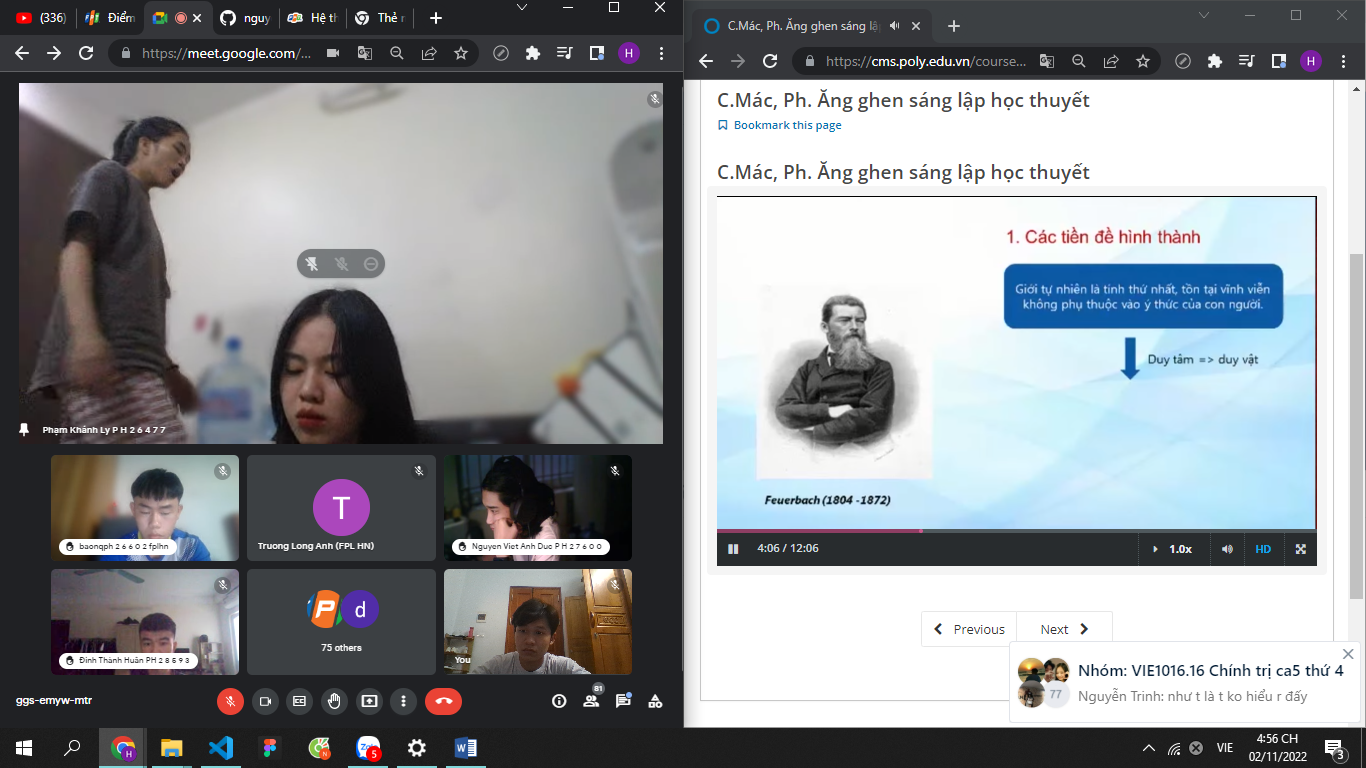 (336)
Điểm
nguy
Hệ th
Thẻ r
https://meet.google.com/...
H
Phạm Khánh Ly P H 2 6 4 7 7
baonqph 2 6 6 0 2 fplhn
T
Truong Long Anh (FPL HN)
Nguyen Viet Anh Duc P H 2 7 6 0 0
Đinh Thanh Huân PH 2 8 5 9 3
P
d
75 others
You
ggs-emyw-mtr
81
C.Mác, Ph. Ăng ghen sáng lập
https://cms.poly.edu.vn/course...
H
C.Mác, Ph. Ăng ghen sáng lập học thuyết
Bookmark this page
C.Mác, Ph. Ăng ghen sáng lập học thuyết
1. Các tiền đề hình thành
Giới tự nhiên là tính thứ nhất, tồn tại vĩnh viễn
không phụ thuộc vào ý thức của con người.
Duy tâm => duy vật
Feuerbach (1804 -1872)
4:06 / 12:06
1.0x
HD
Previous
Next
Nhóm: VIE1016.16 Chính trị ca5 thứ 4
77
Nguyễn Trinh: như t là t ko hiểu r đấy
H
N
5
VIE
4:56 CH
02/11/2022
3